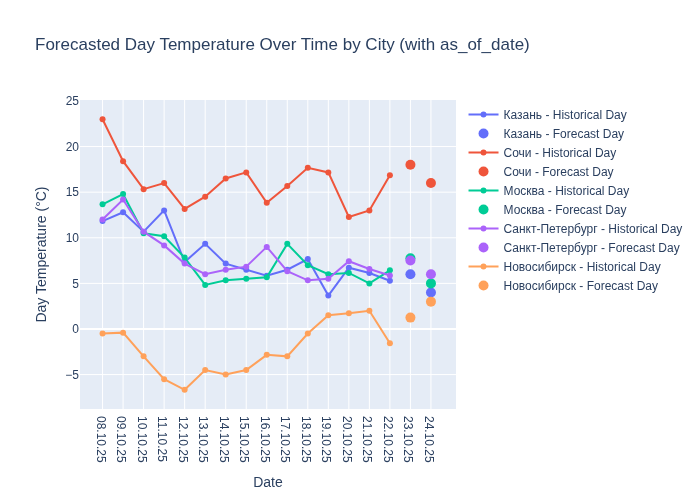 Forecasted Day Temperature Over Time by City (with as_of_date)
25
20
15
10
5
0
−5
Day Temperature (°C)
08.10.25
09.10.25
10.10.25
11.10.25
12.10.25
13.10.25
14.10.25
15.10.25
16.10.25
17.10.25
18.10.25
19.10.25
20.10.25
21.10.25
22.10.25
23.10.25
24.10.25
Date
Казань - Historical Day
Казань - Forecast Day
Сочи - Historical Day
Сочи - Forecast Day
Москва - Historical Day
Москва - Forecast Day
Санкт-Петербург - Historical Day
Санкт-Петербург - Forecast Day
Новосибирск - Historical Day
Новосибирск - Forecast Day